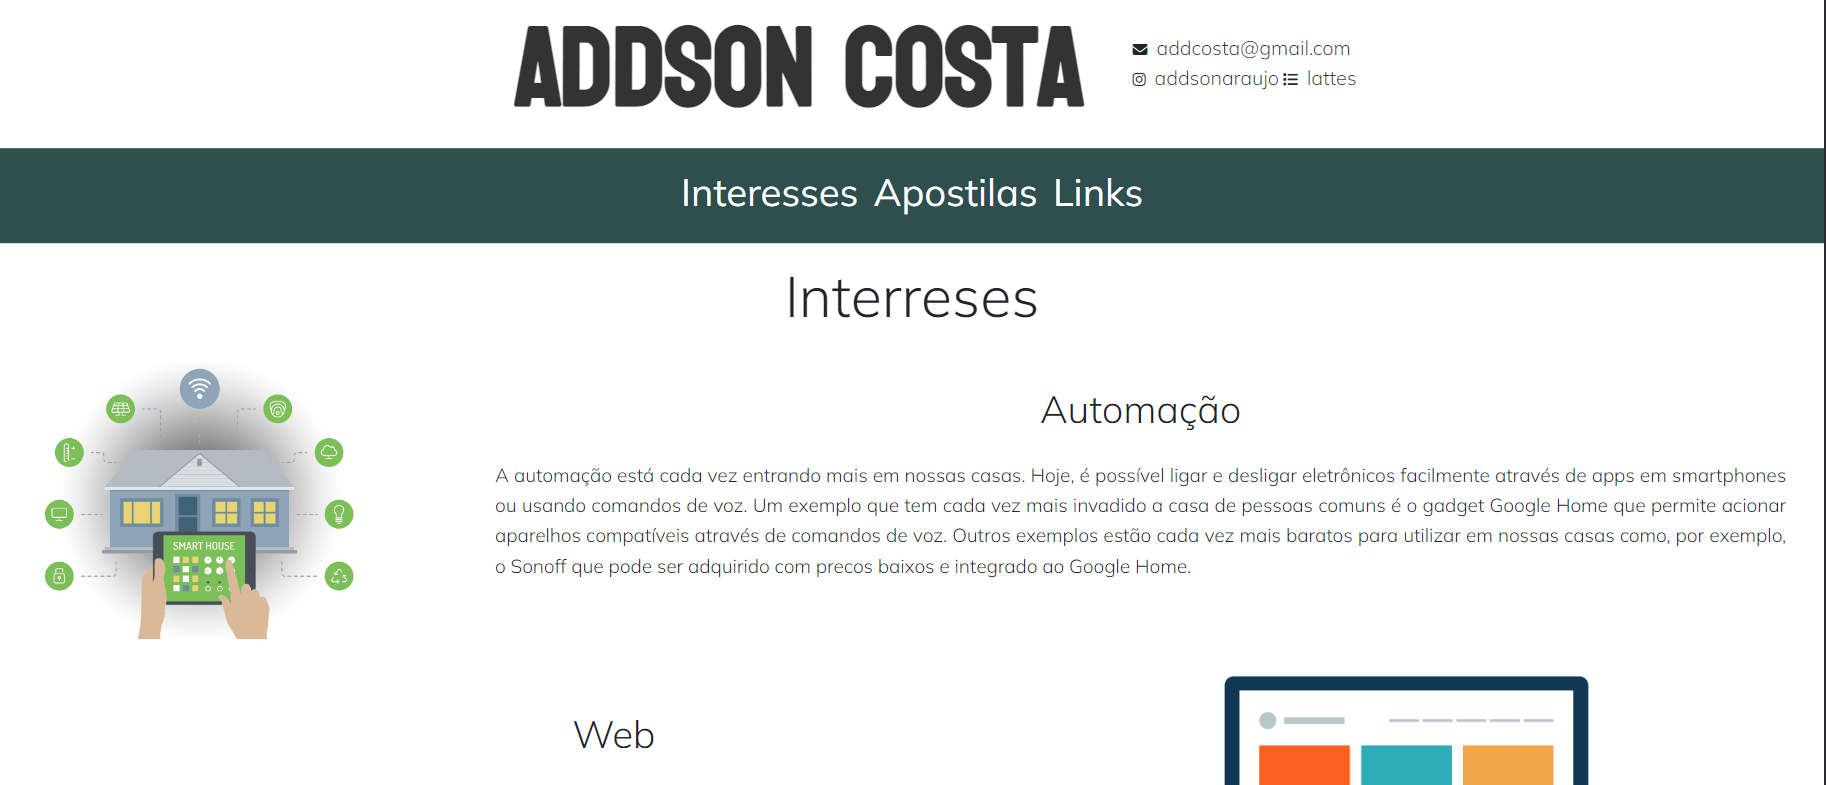 ADDSON COSTA
addcosta@gmail.com
addsonaraujo lattes
Interesses Apostilas Links
Interreses
SMART HOUSE
Automação
A automação está cada vez entrando mais em nossas casas. Hoje, é possível ligar e desligar eletrônicos facilmente através de apps em smartphones
ou usando comandos de voz. Um exemplo que tem cada vez mais invadido a casa de pessoas comuns é o gadget Google Home que permite acionar
aparelhos compatíveis através de comandos de voz. Outros exemplos estão cada vez mais baratos para utilizar em nossas casas como, por exemplo,
o Sonoff que pode ser adquirido com precos baixos e integrado ao Google Home.
Web